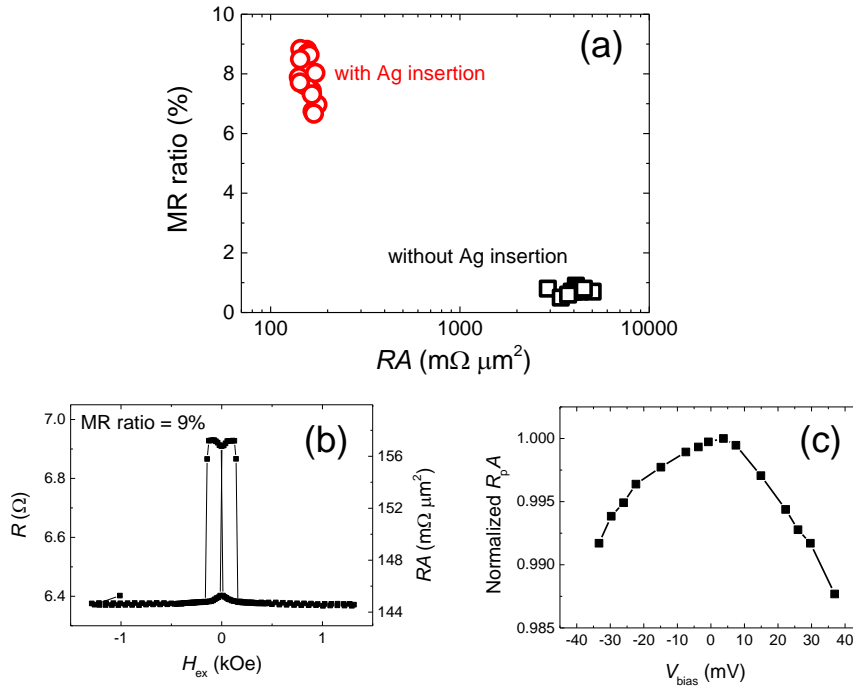 (a)
10
8
6
4
2
0
MR ratio (%)
with Ag insertion
without Ag insertion
100 1000 10000
RA (mΩ μm²)
MR ratio = 9%
(b)
7.0
6.8
6.6
6.4
R (Ω)
156
152
148
144
RA (mΩ μm²)
-1 0 1
H_ex (kOe)
(c)
1.000
0.995
0.990
0.985
Normalized R_pA
-40 -30 -20 -10 0 10 20 30 40
V_bias (mV)